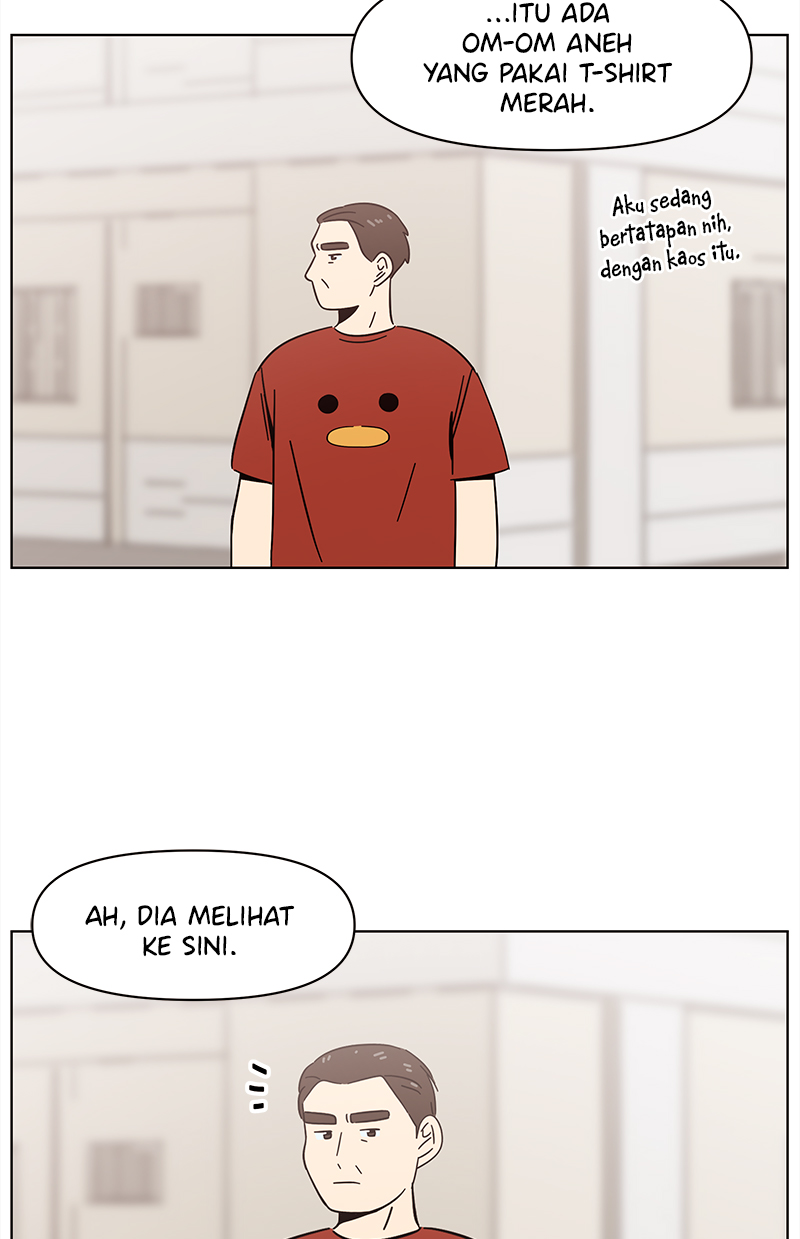 ...ITU ADA
OM-OM ANEH
YANG PAKAI T-SHIRT
MERAH.
Aku sedang
bertatapan nih,
dengan kaos itu.
AH, DIA MELIHAT
KE SINI.